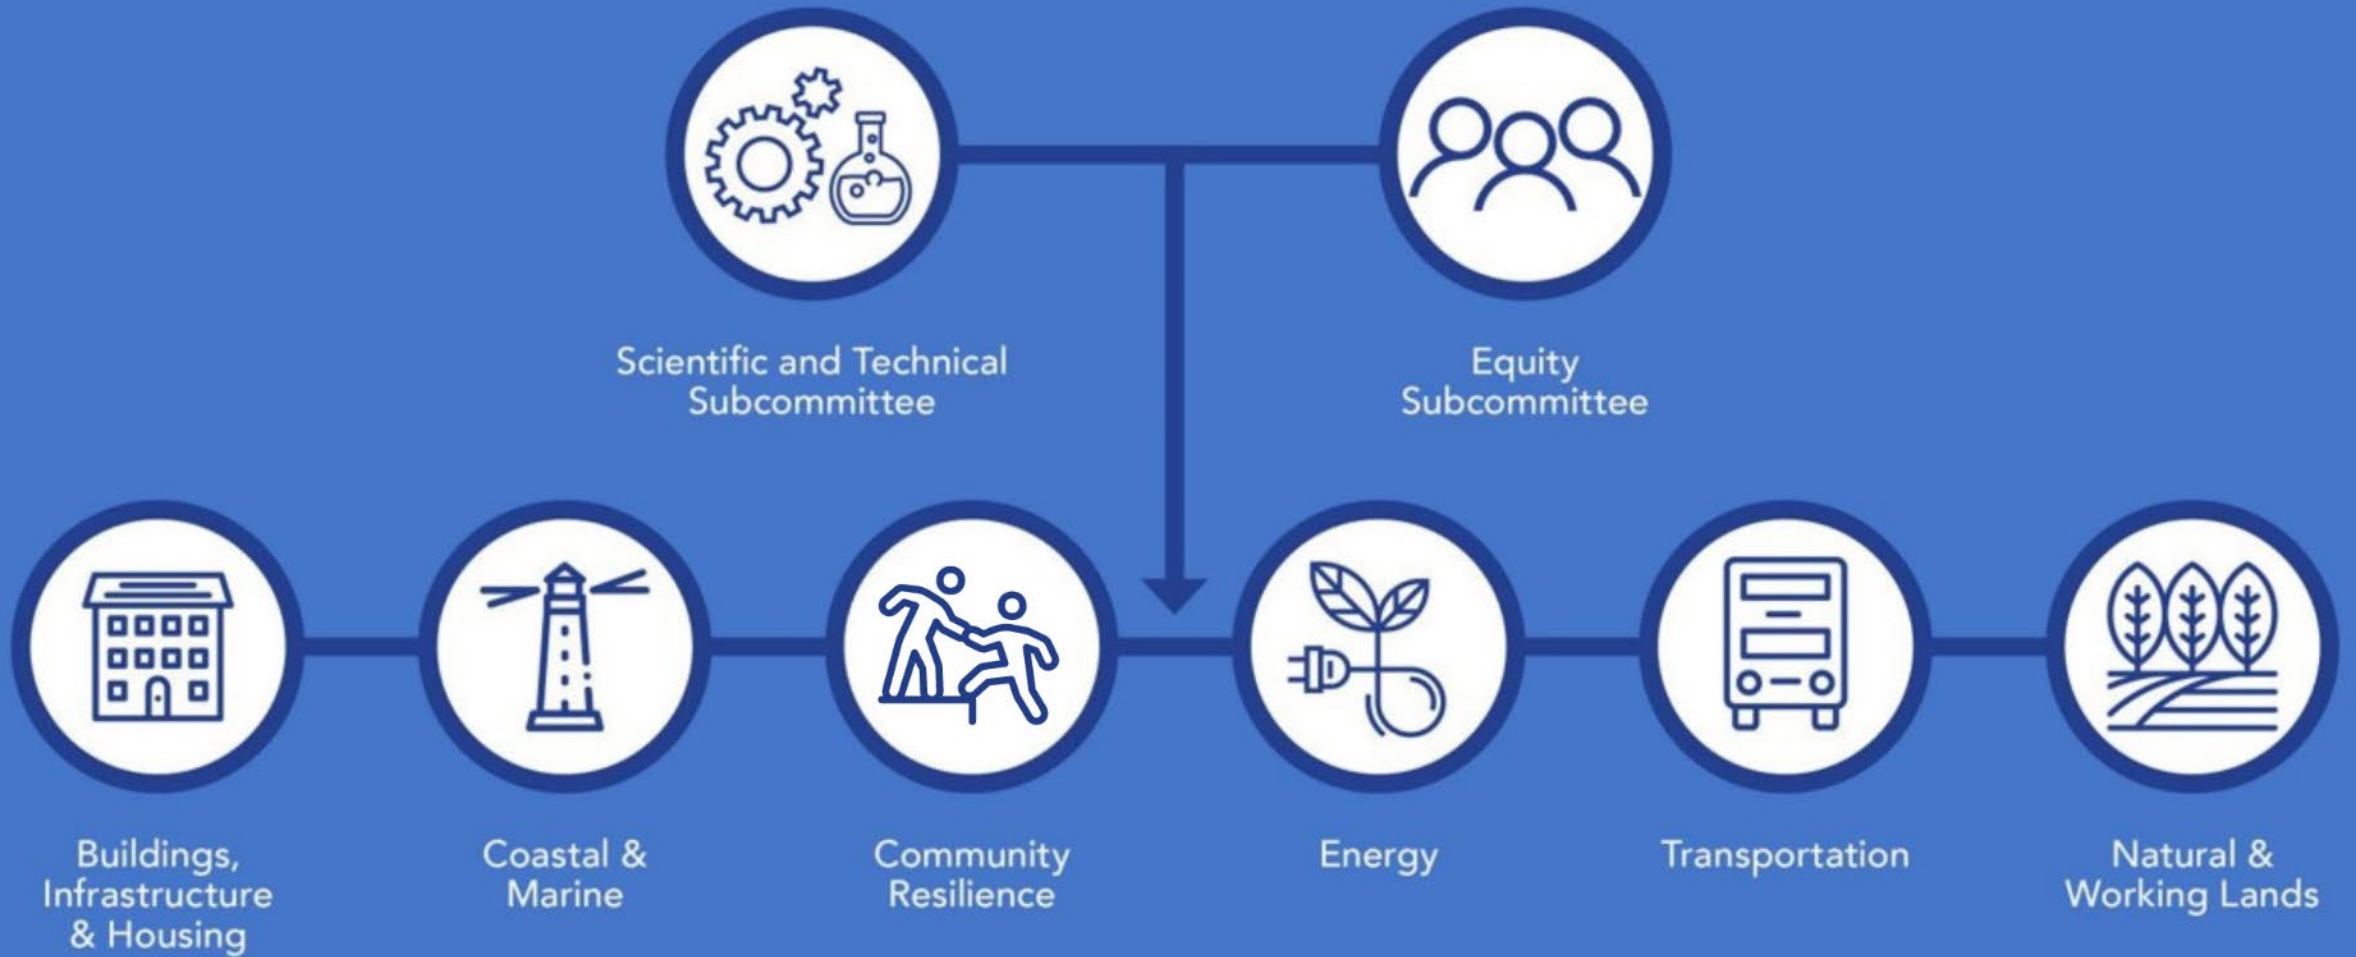 Scientific and Technical
Subcommittee
Equity
Subcommittee
Buildings,
Infrastructure
& Housing
Coastal &
Marine
Community
Resilience
Energy
Transportation
Natural &
Working Lands